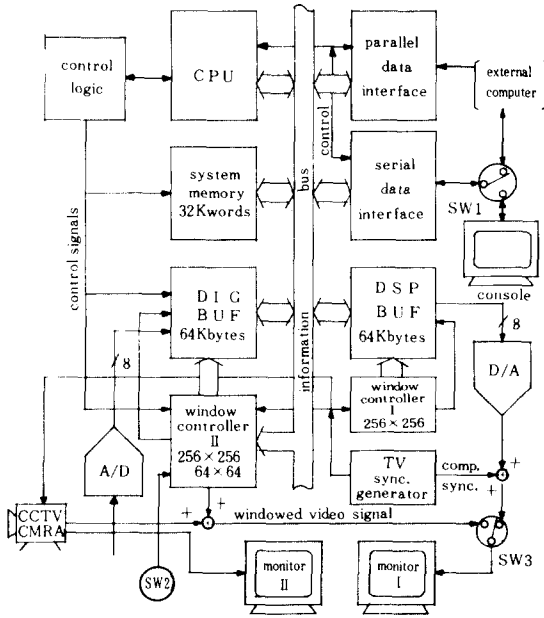 control
logic
CPU
parallel
data
interface
external
computer
control
system
memory
32Kwords
bus
serial
data
interface
SW1
control signals
console
DIG
BUF
64Kbytes
DSP
BUF
64Kbytes
8
8
information
D/A
A/D
window
controller
II
256×256
64×64
window
controller
I
256×256
TV
sync.
generator
comp.
sync.
+
+
CCTV
CMRA
+
+
windowed video signal
SW3
SW2
monitor
II
monitor
I